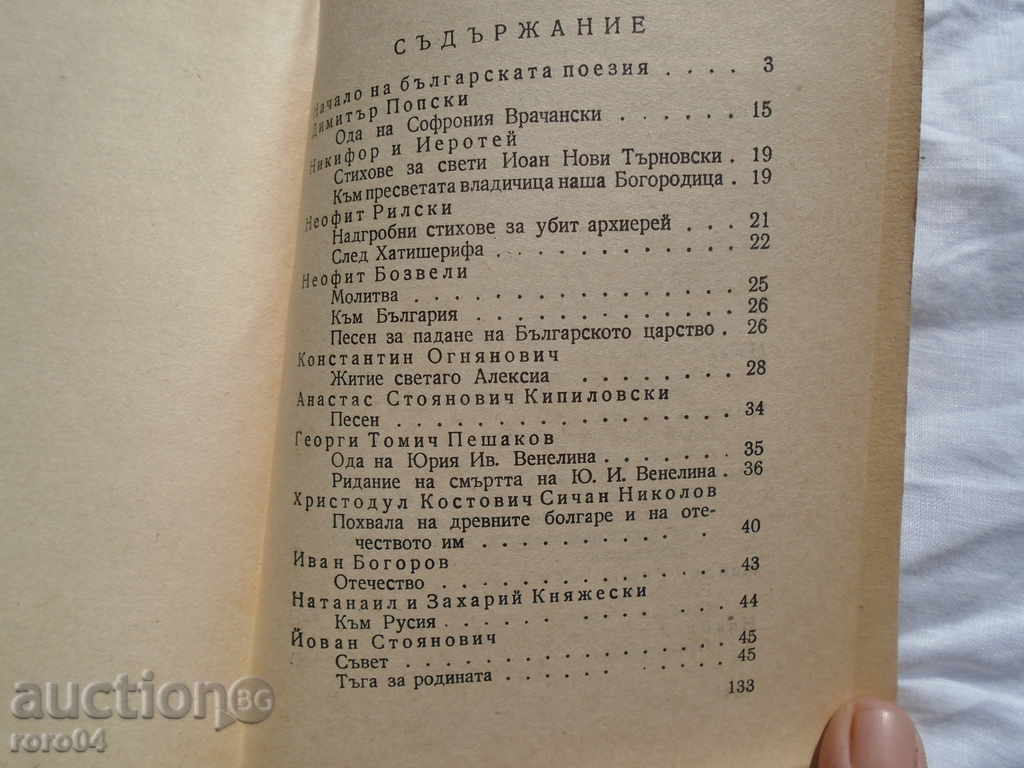 СЪДЪРЖАНИЕ
Начало на българската поезия . . . . 3
Димитър Попски
Ода на Софрония Врачански . . . . . . 15
Никифор и Иеротей
Стихове за свети Иоан Нови Търновски . 19
Към пресветата владичица наша Богородица . 19
Неофит Рилски
Надгробни стихове за убит архиерей . . . 21
След Хатишерифа . . . . . . . . . . . 22
Неофит Бозвели
Молитва . . . . . . . . . . . . . . . 25
Към България . . . . . . . . . . . . 26
Песен за падане на Българското царство . 26
Константин Огнянович
Житие светаго Алексиа . . . . . . . . 28
Анастас Стоянович Кипиловски
Песен . . . . . . . . . . . . . . . . 34
Георги Томич Пешаков
Ода на Юрия Ив. Венелина . . . . . . . 35
Ридание на смъртта на Ю. И. Венелина . 36
Христодул Костович Сичан Николов
Похвала на древните болгаре и на оте-
чеството им . . . . . . . . . . . 40
Иван Богоров
Отечество . . . . . . . . . . . . . . 43
Натанаил и Захарий Княжески
Към Русия . . . . . . . . . . . . . 44
Йован Стоянович
Съвет . . . . . . . . . . . . . . . . 45
Тъга за родината . . . . . . 45
133
auction BG
roro04